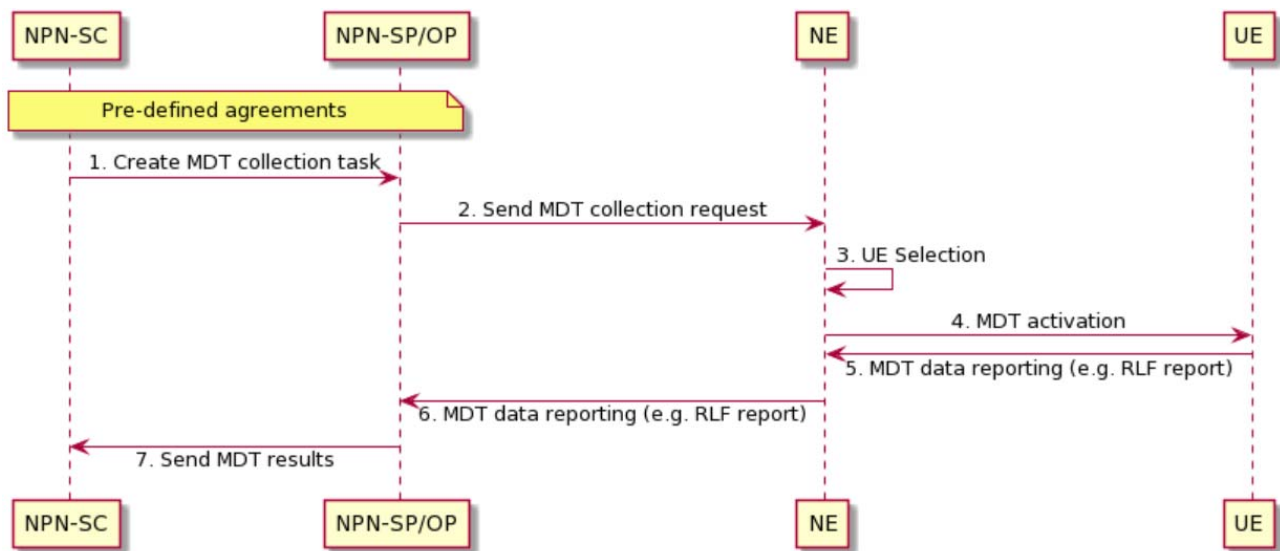 NPN-SC NPN-SP/OP NE UE
Pre-defined agreements
1. Create MDT collection task
2. Send MDT collection request
3. UE Selection
4. MDT activation
5. MDT data reporting (e.g. RLF report)
6. MDT data reporting (e.g. RLF report)
7. Send MDT results
NPN-SC NPN-SP/OP NE UE